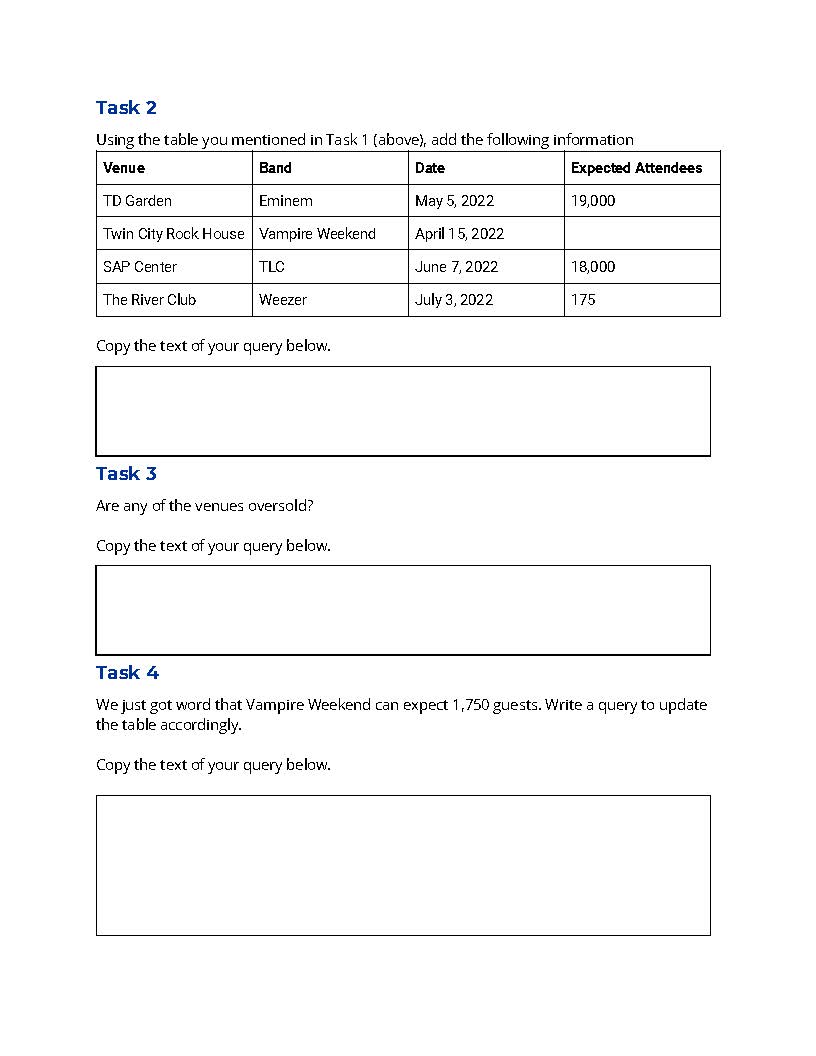 Task 2
Using the table you mentioned in Task 1 (above), add the following information
Venue Band Date Expected Attendees
TD Garden Eminem May 5, 2022 19,000
Twin City Rock House Vampire Weekend April 15, 2022
SAP Center TLC June 7, 2022 18,000
The River Club Weezer July 3, 2022 175
Copy the text of your query below.
Task 3
Are any of the venues oversold?
Copy the text of your query below.
Task 4
We just got word that Vampire Weekend can expect 1,750 guests. Write a query to update
the table accordingly.
Copy the text of your query below.